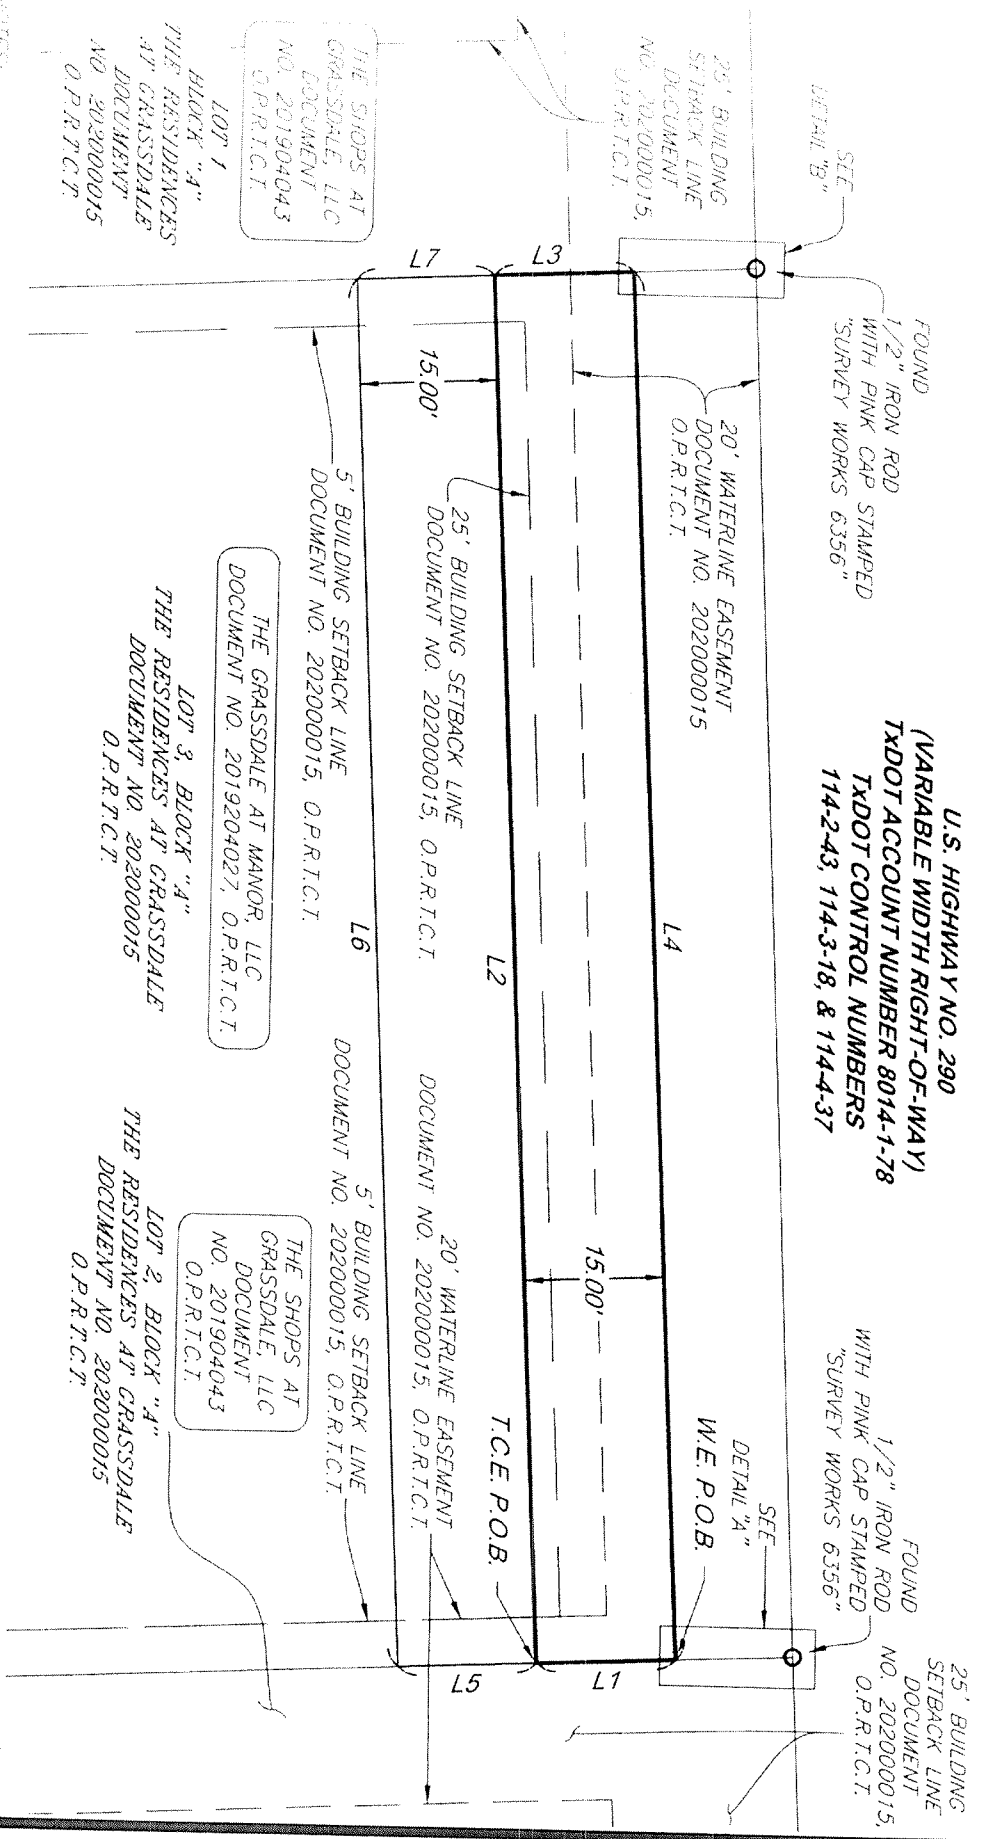 U.S. HIGHWAY NO. 290
(VARIABLE WIDTH RIGHT-OF-WAY)
TxDOT ACCOUNT NUMBER 8014-1-78
TxDOT CONTROL NUMBERS
114-2-43, 114-3-18, & 114-4-37
SEE
DETAIL "B"
FOUND
1/2" IRON ROD
WITH PINK CAP STAMPED
"SURVEY WORKS 6356"
FOUND
1/2" IRON ROD
WITH PINK CAP STAMPED
"SURVEY WORKS 6356"
25' BUILDING
SETBACK LINE
DOCUMENT
NO. 202000015,
O.P.R.T.C.T.
25' BUILDING
SETBACK LINE
DOCUMENT
NO. 202000015,
O.P.R.T.C.T.
SEE
DETAIL "A"
W.E. P.O.B.
20' WATERLINE EASEMENT
DOCUMENT NO. 202000015
O.P.R.T.C.T.
L3
L4
L1
15.00'
L7
15.00'
25' BUILDING SETBACK LINE
DOCUMENT NO. 202000015, O.P.R.T.C.T.
L2
T.C.E. P.O.B.
L5
20' WATERLINE EASEMENT
DOCUMENT NO. 202000015, O.P.R.T.C.T.
5' BUILDING SETBACK LINE
DOCUMENT NO. 202000015, O.P.R.T.C.T.
L6
5' BUILDING SETBACK LINE
DOCUMENT NO. 202000015, O.P.R.T.C.T.
THE SHOPS AT
GRASSDALE, LLC
DOCUMENT
NO. 201904043
O.P.R.T.C.T.
LOT 1
BLOCK "A"
THE RESIDENCES
AT GRASSDALE
DOCUMENT
NO. 202000015
O.P.R.T.C.T.
THE GRASSDALE AT MANOR, LLC
DOCUMENT NO. 2019204027, O.P.R.T.C.T.
LOT 3, BLOCK "A"
THE RESIDENCES AT GRASSDALE
DOCUMENT NO. 202000015
O.P.R.T.C.T.
THE SHOPS AT
GRASSDALE, LLC
DOCUMENT
NO. 201904043
O.P.R.T.C.T.
LOT 2, BLOCK "A"
THE RESIDENCES AT GRASSDALE
DOCUMENT NO. 202000015
O.P.R.T.C.T.